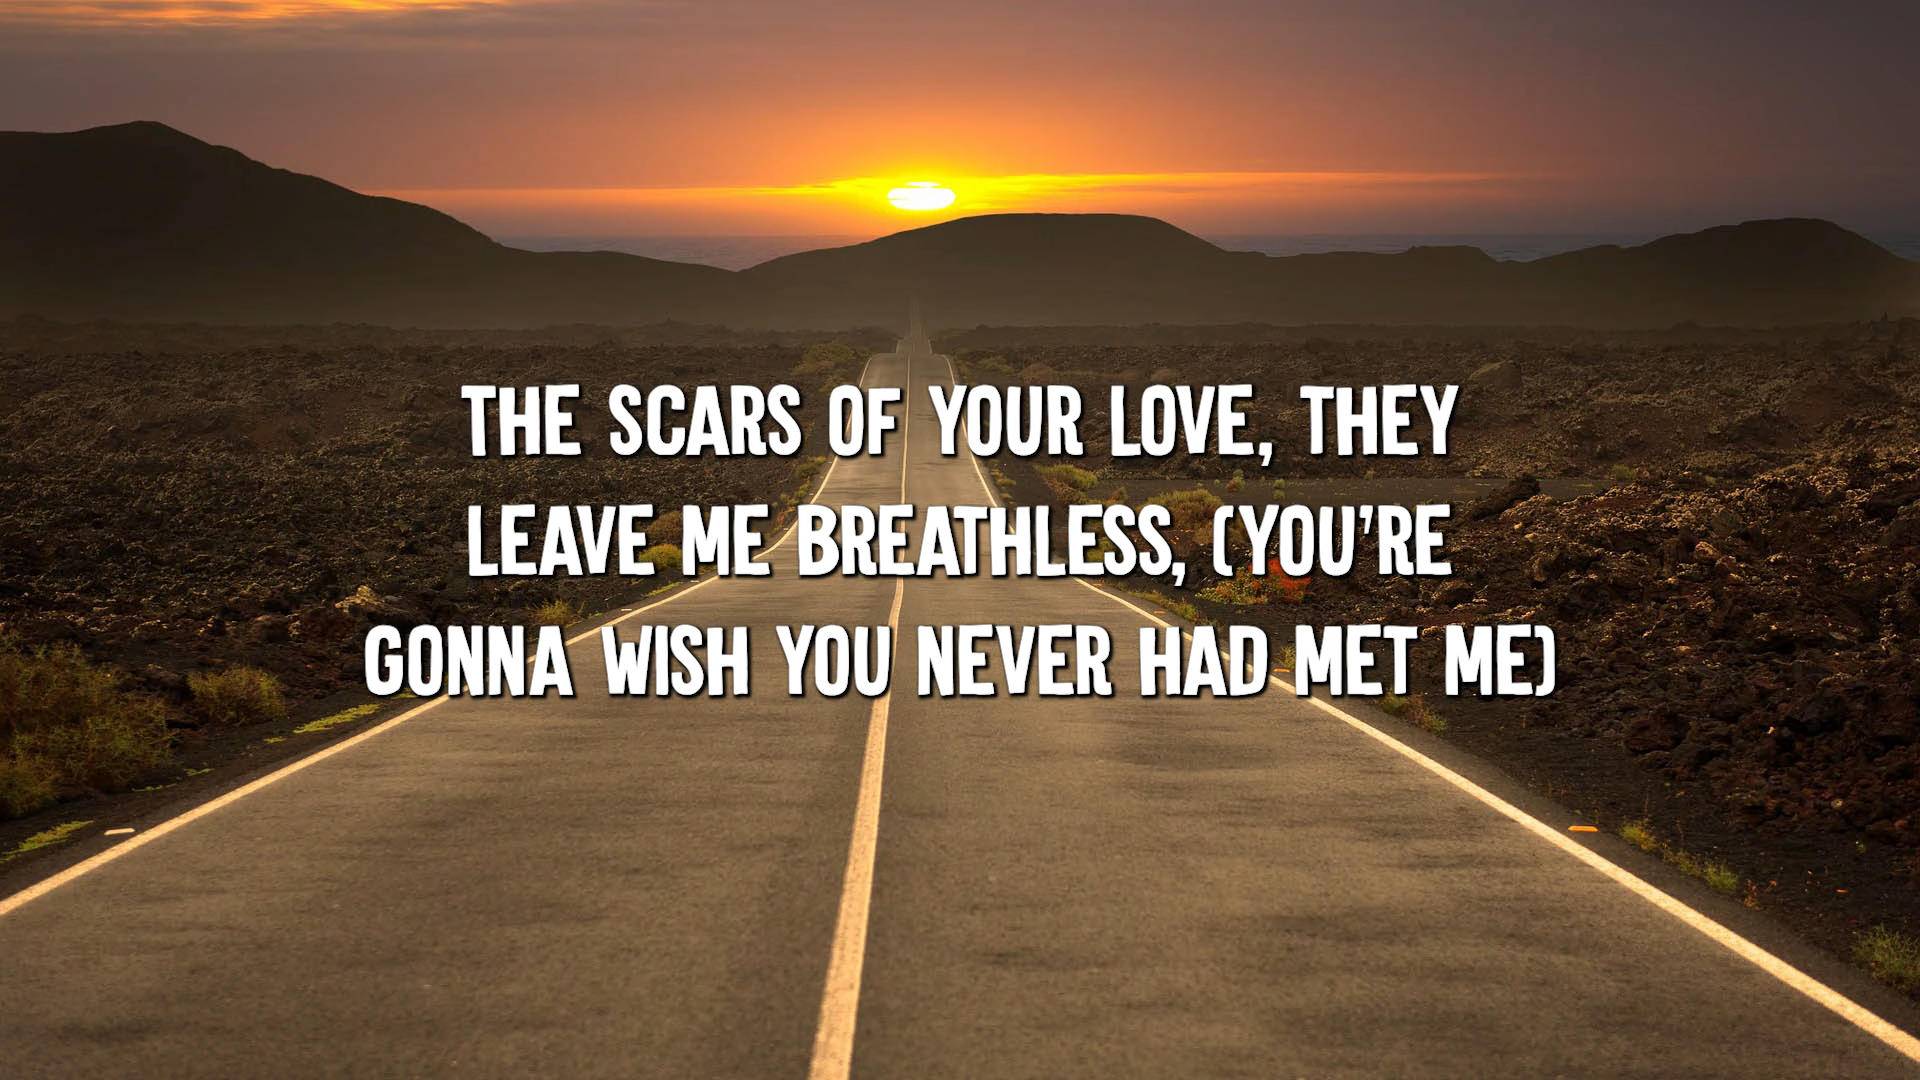 THE SCARS OF YOUR LOVE, THEY
LEAVE ME BREATHLESS, (YOU'RE
GONNA WISH YOU NEVER HAD MET ME)